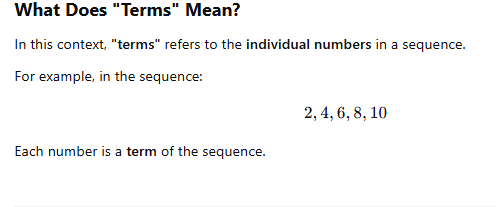 What Does "Terms" Mean?
In this context, "terms" refers to the individual numbers in a sequence.
For example, in the sequence:
2, 4, 6, 8, 10
Each number is a term of the sequence.